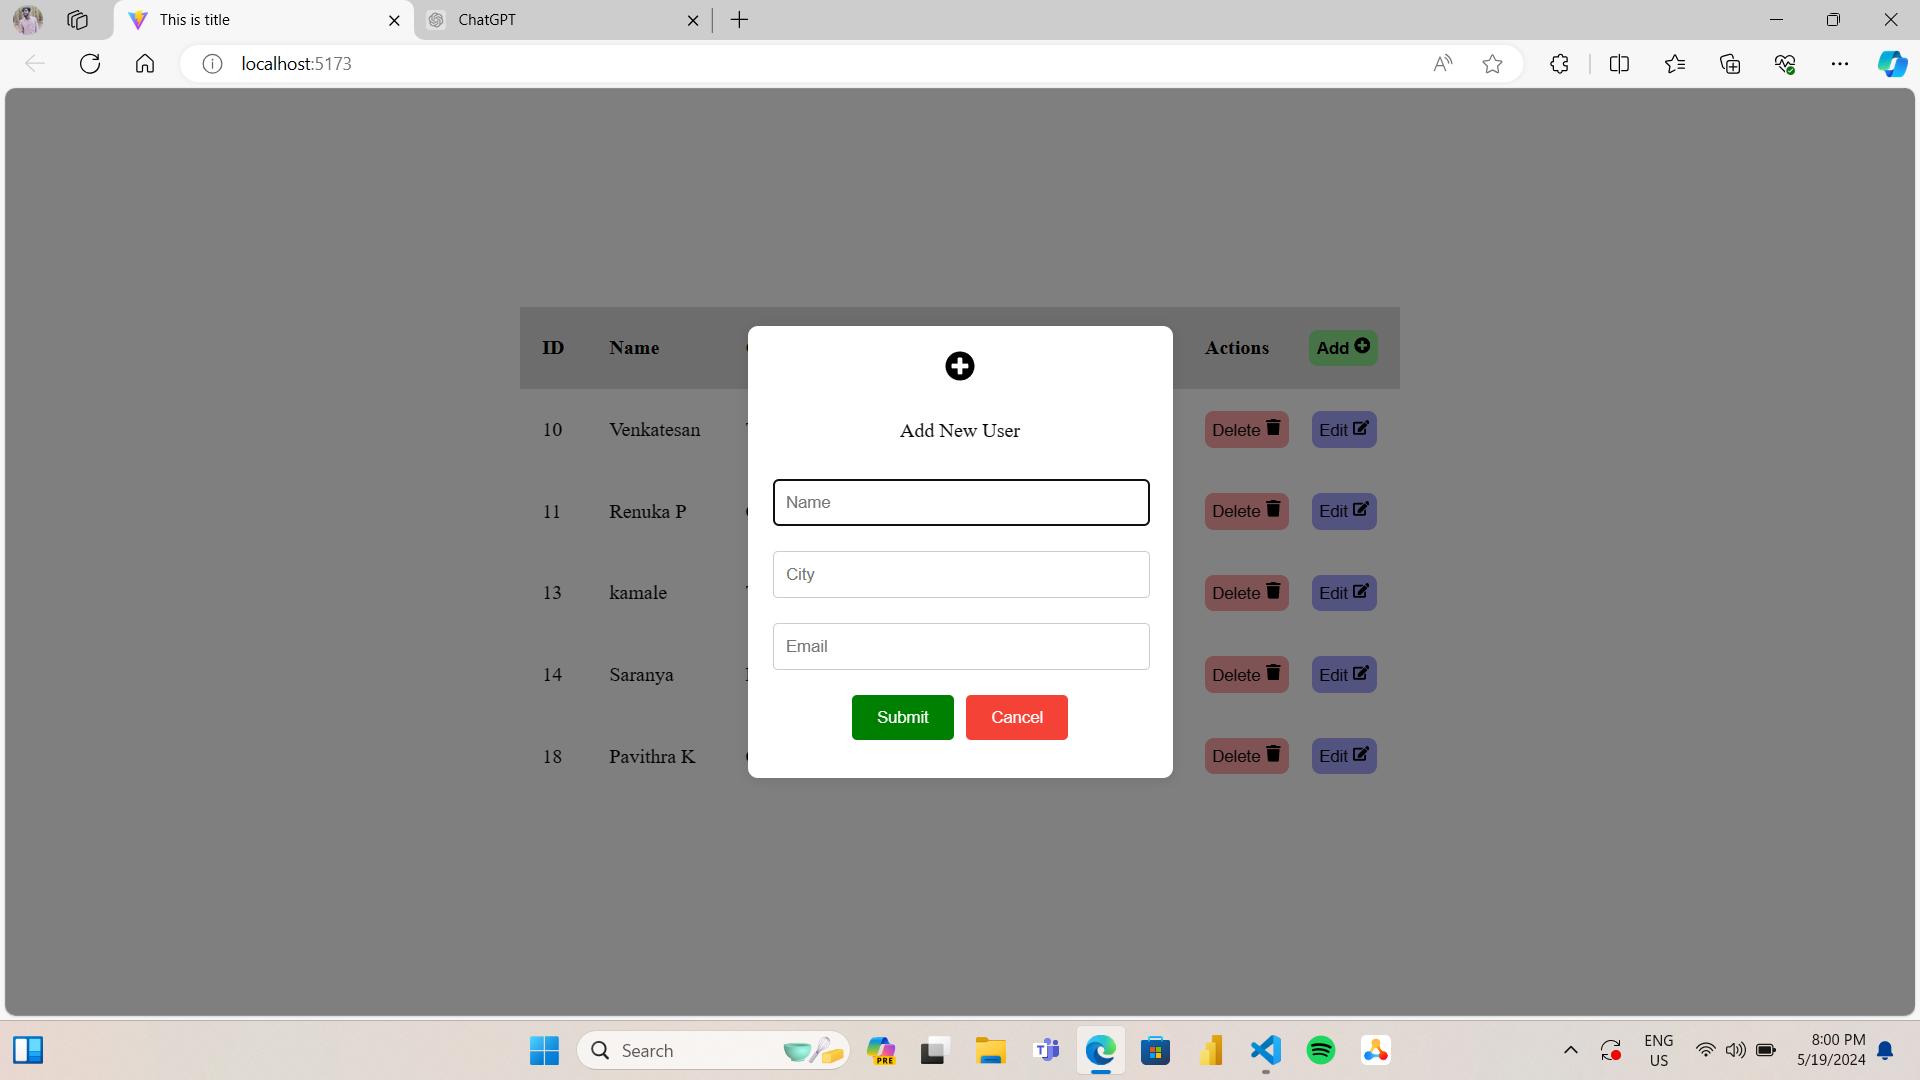 This is title
ChatGPT
localhost:5173
ID Name Actions Add
Add New User
10 Venkatesan Delete Edit
Name
11 Renuka P Delete Edit
City
13 kamale Delete Edit
Email
14 Saranya Delete Edit
Submit Cancel
18 Pavithra K Delete Edit
Search
PRE
ENG
US
8:00 PM
5/19/2024